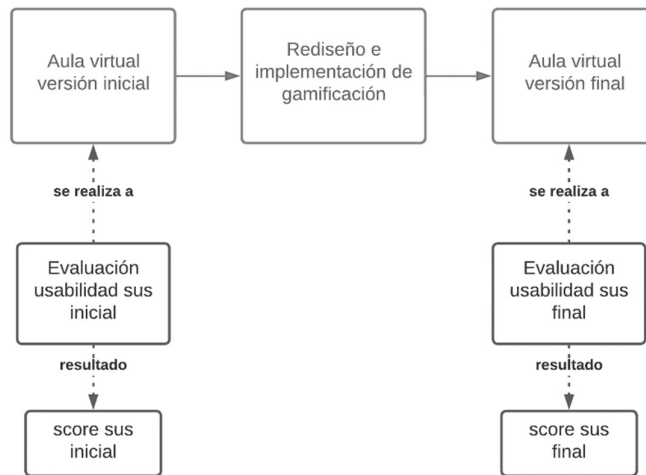 Aula virtual
versión inicial
Rediseño e
implementación de
gamificación
Aula virtual
versión final
se realiza a
se realiza a
Evaluación
usabilidad sus
inicial
Evaluación
usabilidad sus
final
resultado
resultado
score sus
inicial
score sus
final